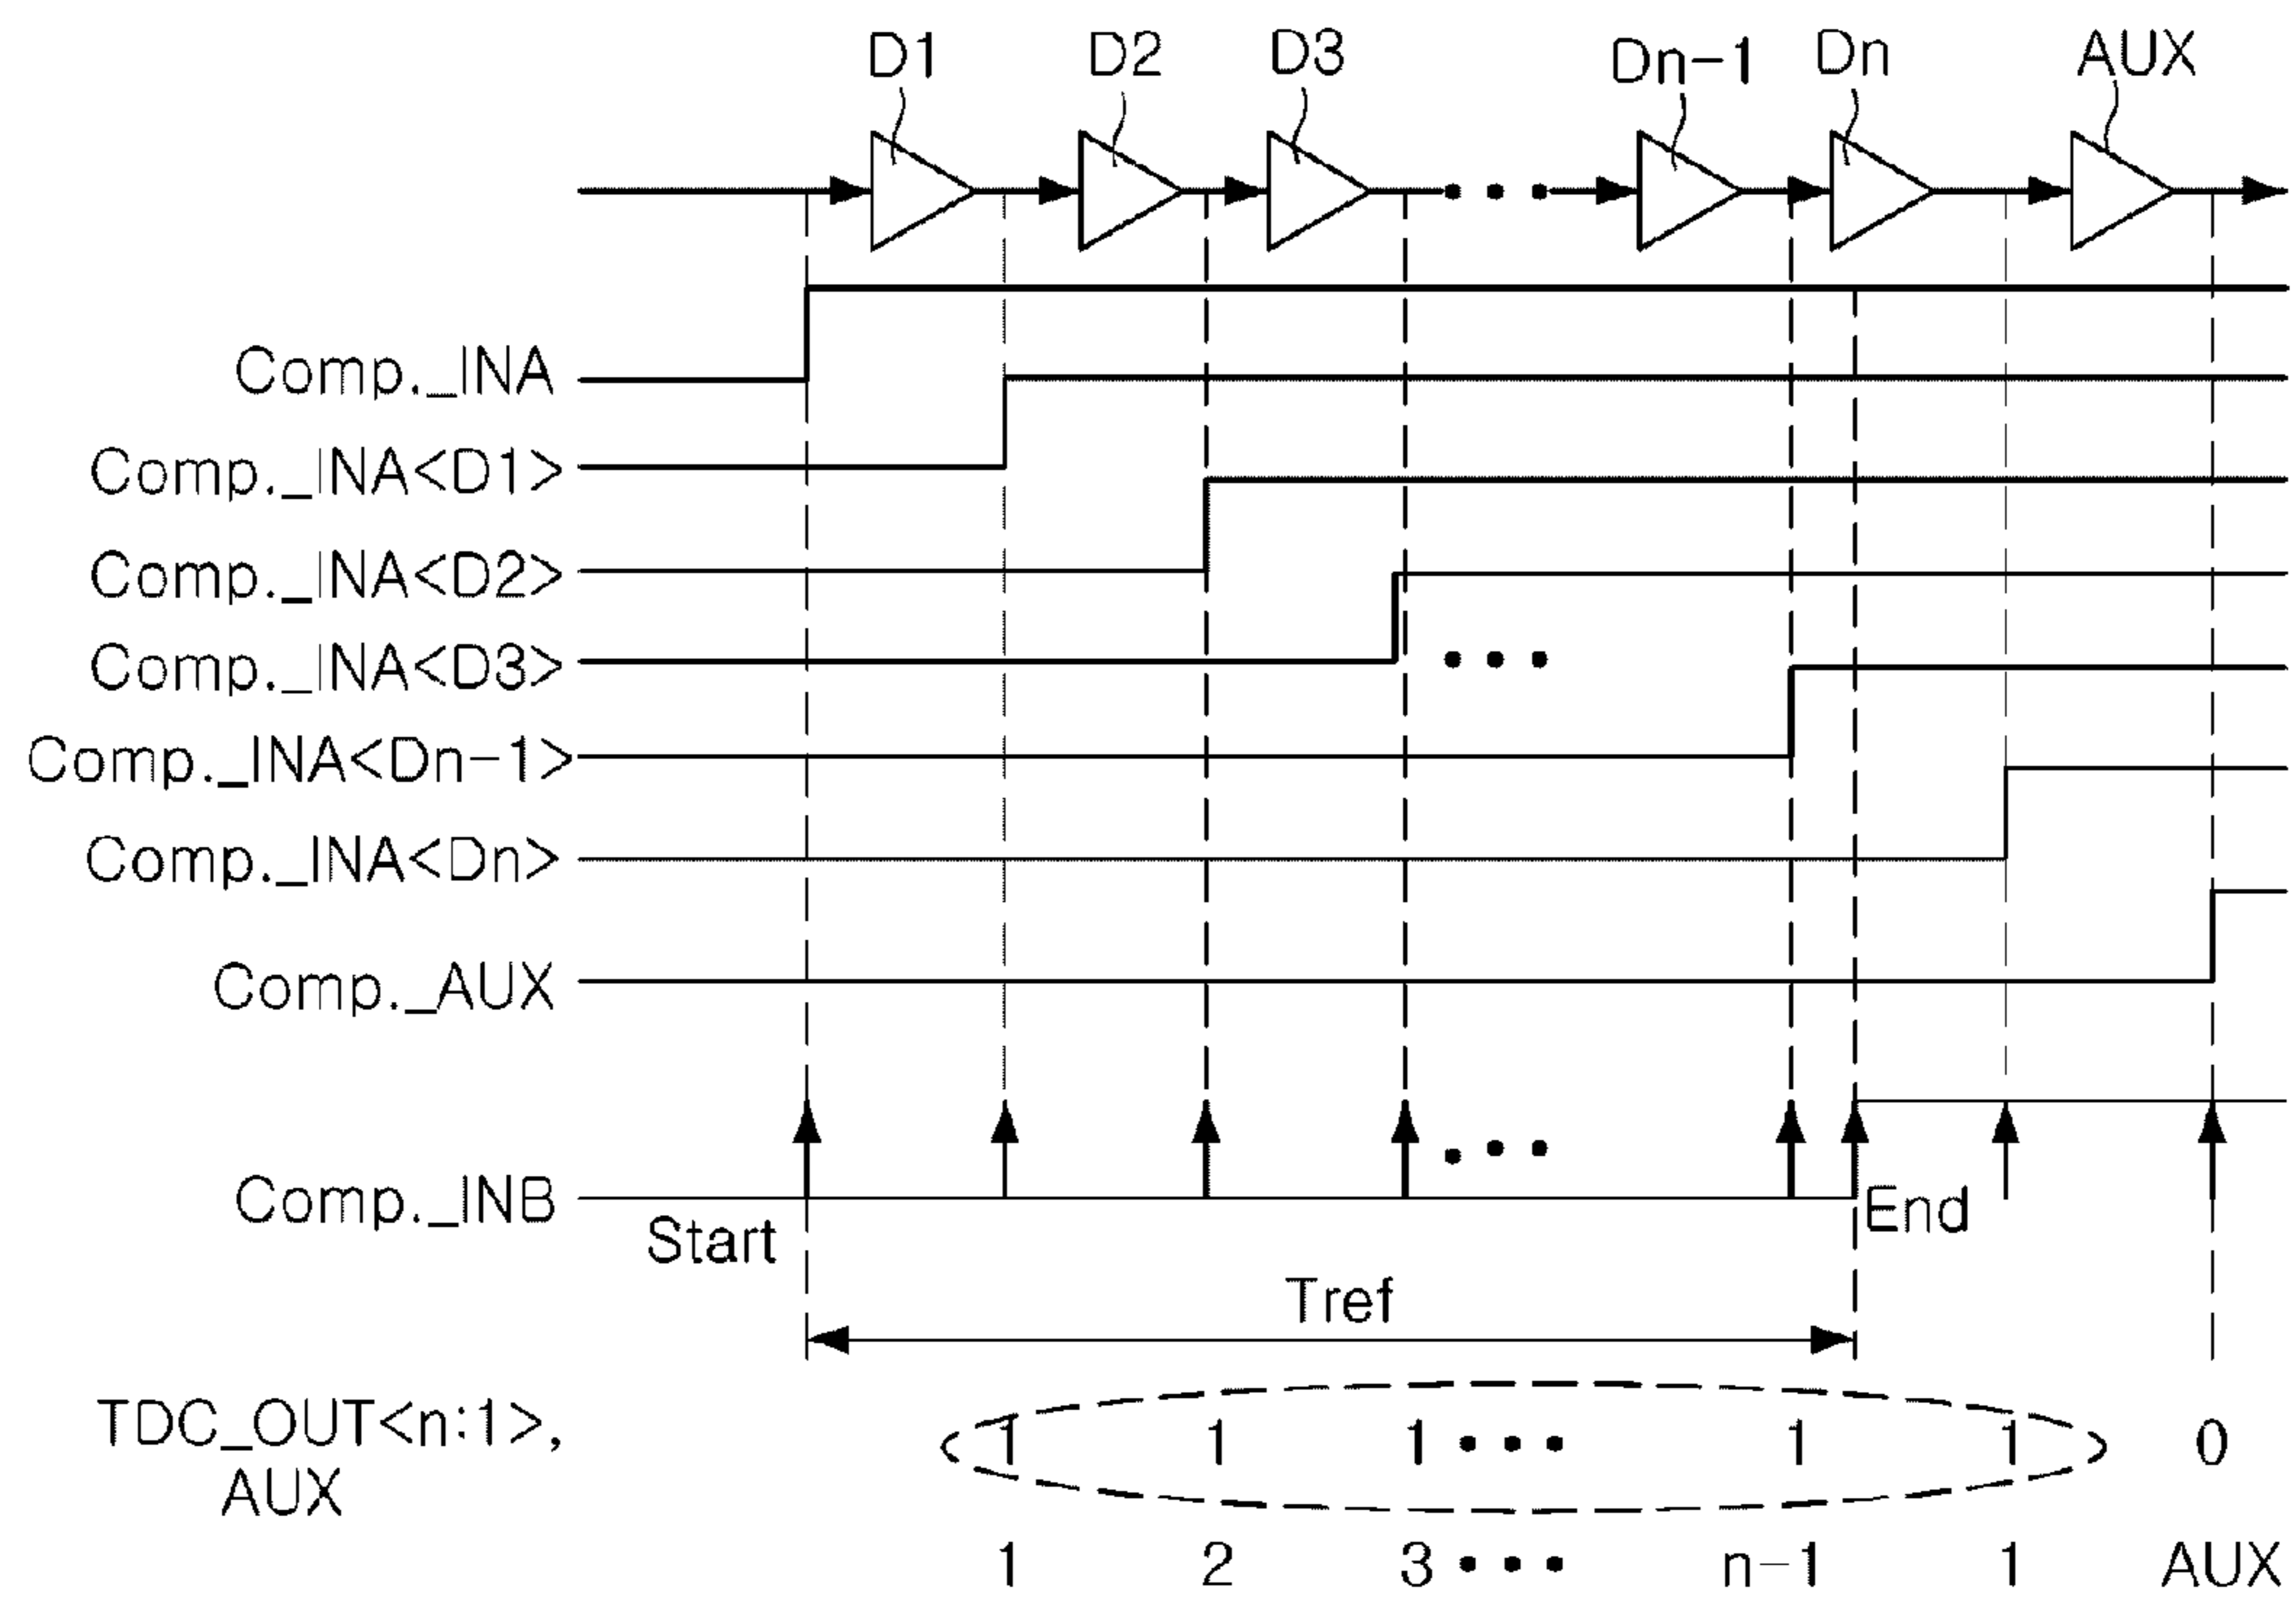 D1 D2 D3 Dn-1 Dn AUX
Comp._INA
Comp._INA<D1>
Comp._INA<D2>
Comp._INA<D3>
Comp._INA<Dn-1>
Comp._INA<Dn>
Comp._AUX
Comp._INB
Start End
Tref
TDC_OUT<n:1>, 1 1 1 ••• 1 1 0
AUX
1 2 3 ••• n-1 1 AUX